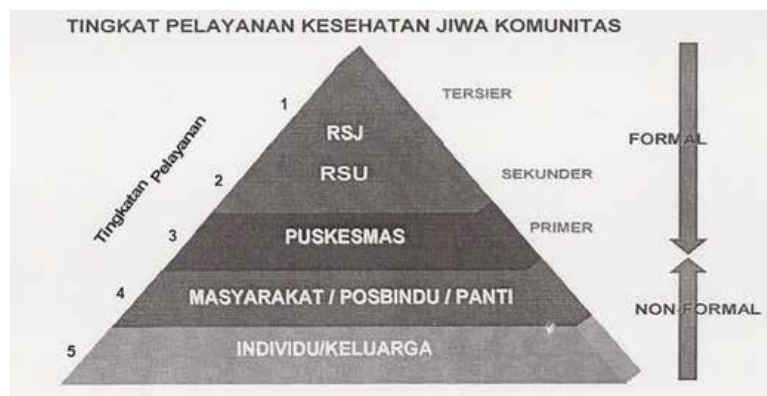 TINGKAT PELAYANAN KESEHATAN JIWA KOMUNITAS
Tingkatan Pelayanan
1
TERSIER
RSJ
FORMAL
2
RSU
SEKUNDER
3
PUSKESMAS
PRIMER
4
MASYARAKAT / POSBINDU / PANTI
NON-FORMAL
5
INDIVIDU/KELUARGA